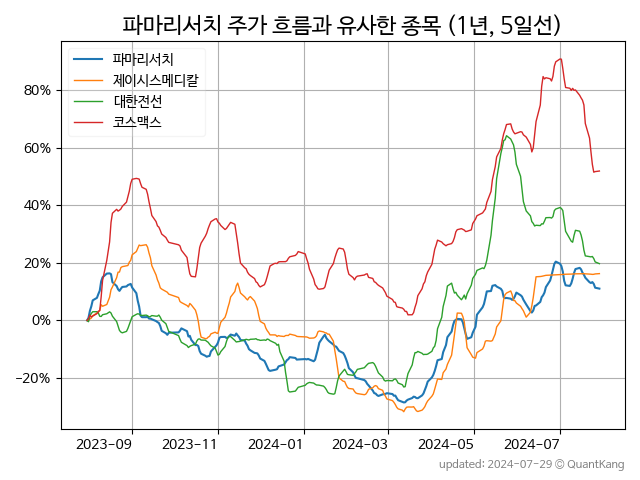 파마리서치 주가 흐름과 유사한 종목 (1년, 5일선)
파마리서치
제이시스메디칼
대한전선
코스맥스
80%
60%
40%
20%
0%
−20%
2023-09 2023-11 2024-01 2024-03 2024-05 2024-07
updated: 2024-07-29 © QuantKang